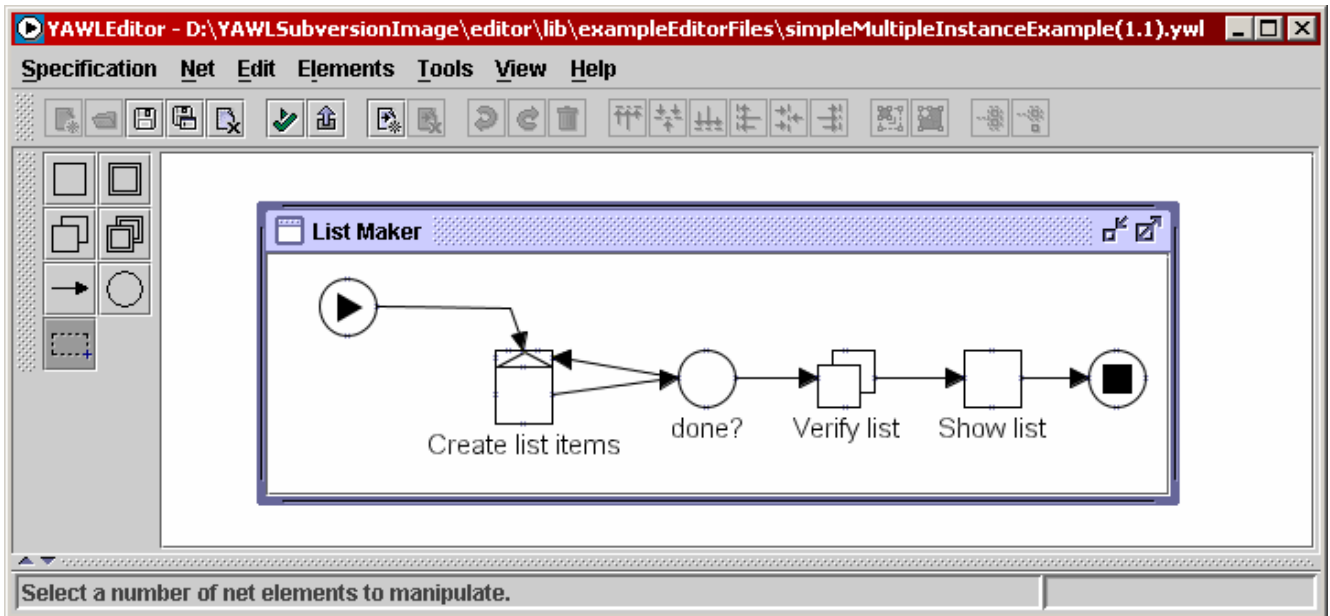 YAWLEditor - D:\YAWLSubversionImage\editor\lib\exampleEditorFiles\simpleMultipleInstanceExample(1.1).ywl
Specification Net Edit Elements Tools View Help
List Maker
Create list items
done?
Verify list
Show list
Select a number of net elements to manipulate.